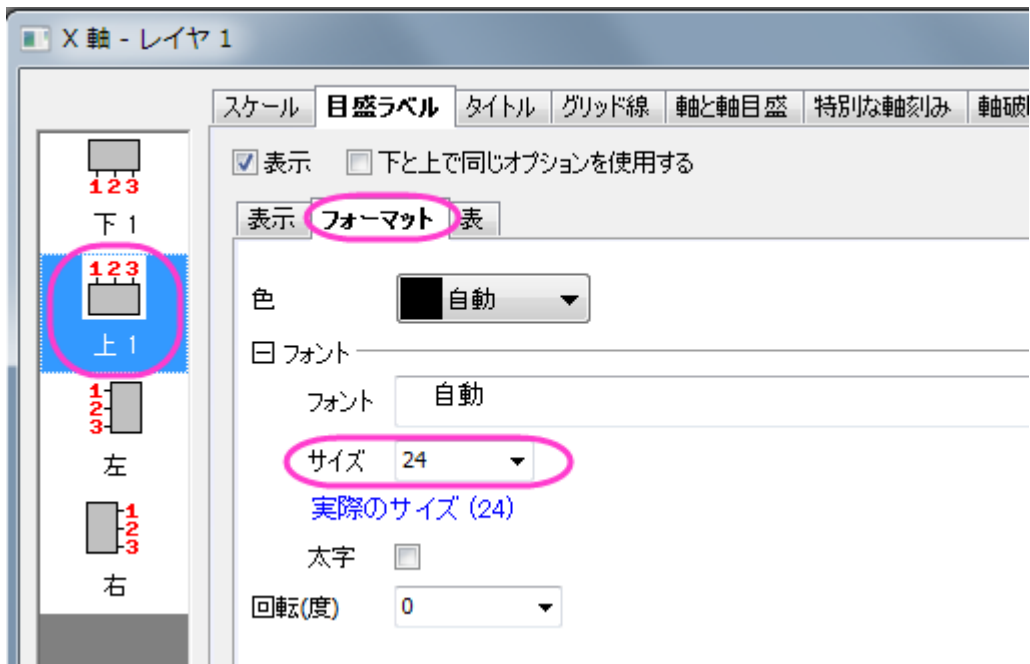 X 軸 - レイヤ 1
スケール 目盛ラベル タイトル グリッド線 軸と軸目盛 特別な軸刻み 軸破
表示 下と上で同じオプションを使用する
表示 フォーマット 表
123
下 1
123
上 1
1
2
3
左
1
2
3
右
色 自動
フォント
フォント 自動
サイズ 24
実際のサイズ (24)
太字
回転(度) 0